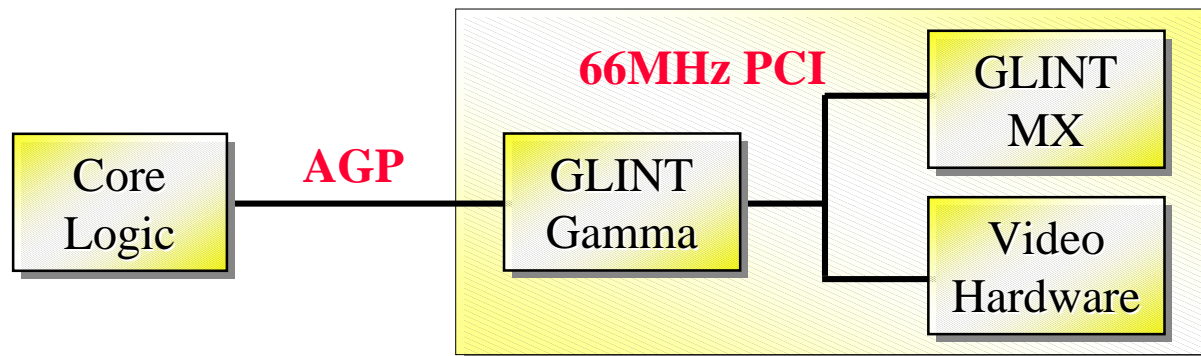 66MHz PCI
GLINT
MX
Core
Logic
AGP
GLINT
Gamma
Video
Hardware